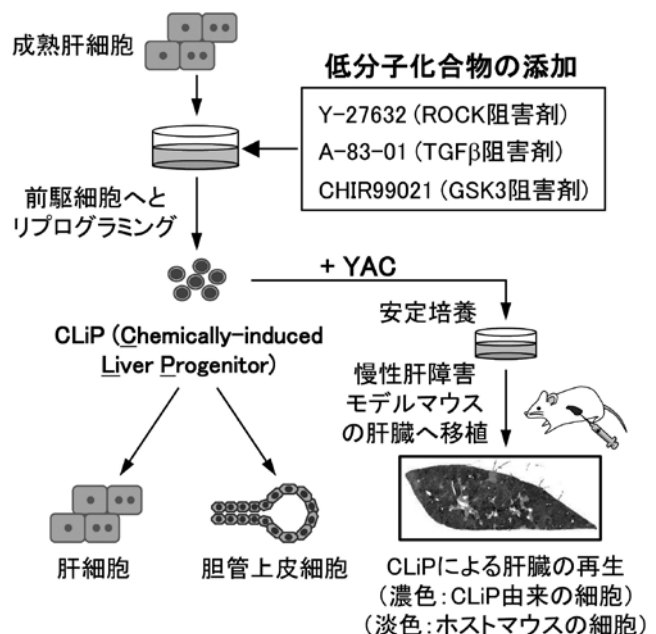 成熟肝細胞
低分子化合物の添加
Y-27632 (ROCK阻害剤)
A-83-01 (TGFβ阻害剤)
CHIR99021 (GSK3阻害剤)
前駆細胞へと
リプログラミング
+ YAC
安定培養
CLiP (Chemically-induced
Liver Progenitor)
慢性肝障害
モデルマウス
の肝臓へ移植
肝細胞
胆管上皮細胞
CLiPによる肝臓の再生
(濃色:CLiP由来の細胞)
(淡色:ホストマウスの細胞)